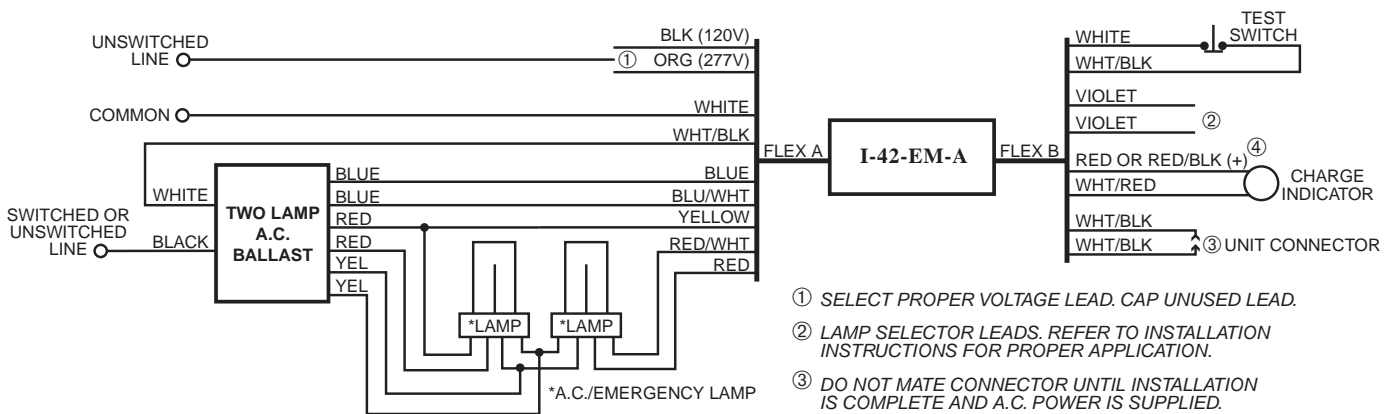 UNSWITCHED
LINE
COMMON
BLK (120V)
① ORG (277V)
WHITE
WHT/BLK
WHITE
SWITCHED OR
UNSWITCHED
LINE
BLACK
TWO LAMP
A.C.
BALLAST
BLUE
BLUE
RED
RED
YEL
YEL
BLUE
BLU/WHT
YELLOW
RED/WHT
RED
*LAMP
*LAMP
*A.C./EMERGENCY LAMP
FLEX A
I-42-EM-A
FLEX B
WHITE
WHT/BLK
TEST
SWITCH
VIOLET
VIOLET
②
RED OR RED/BLK (+)
④
WHT/RED
CHARGE
INDICATOR
WHT/BLK
WHT/BLK
③ UNIT CONNECTOR
① SELECT PROPER VOLTAGE LEAD. CAP UNUSED LEAD.
② LAMP SELECTOR LEADS. REFER TO INSTALLATION
INSTRUCTIONS FOR PROPER APPLICATION.
③ DO NOT MATE CONNECTOR UNTIL INSTALLATION
IS COMPLETE AND A.C. POWER IS SUPPLIED.